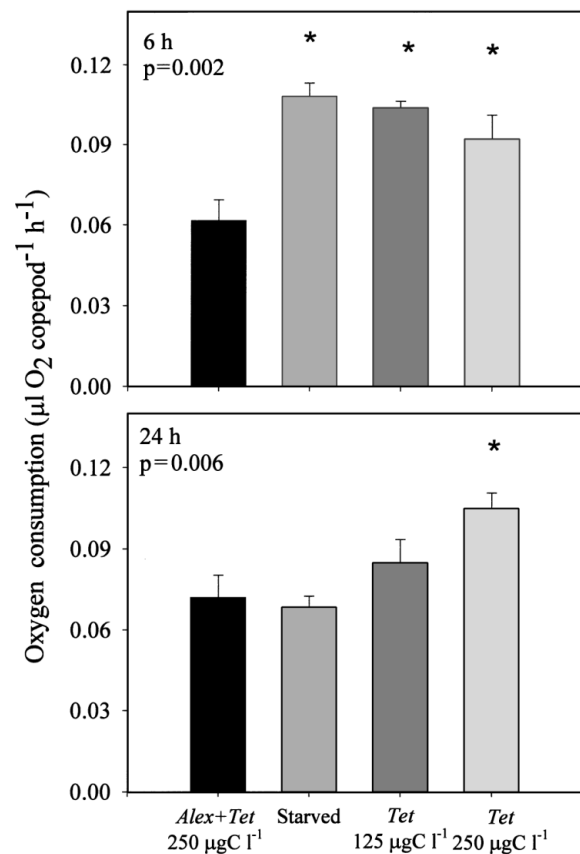 Oxygen consumption (µl O₂ copepod⁻¹ h⁻¹)
6 h
p=0.002
* * *
0.12
0.09
0.06
0.03
0.00
24 h
p=0.006
*
0.12
0.09
0.06
0.03
0.00
Alex+Tet Starved Tet Tet
250 µgC l⁻¹ 125 µgC l⁻¹ 250 µgC l⁻¹